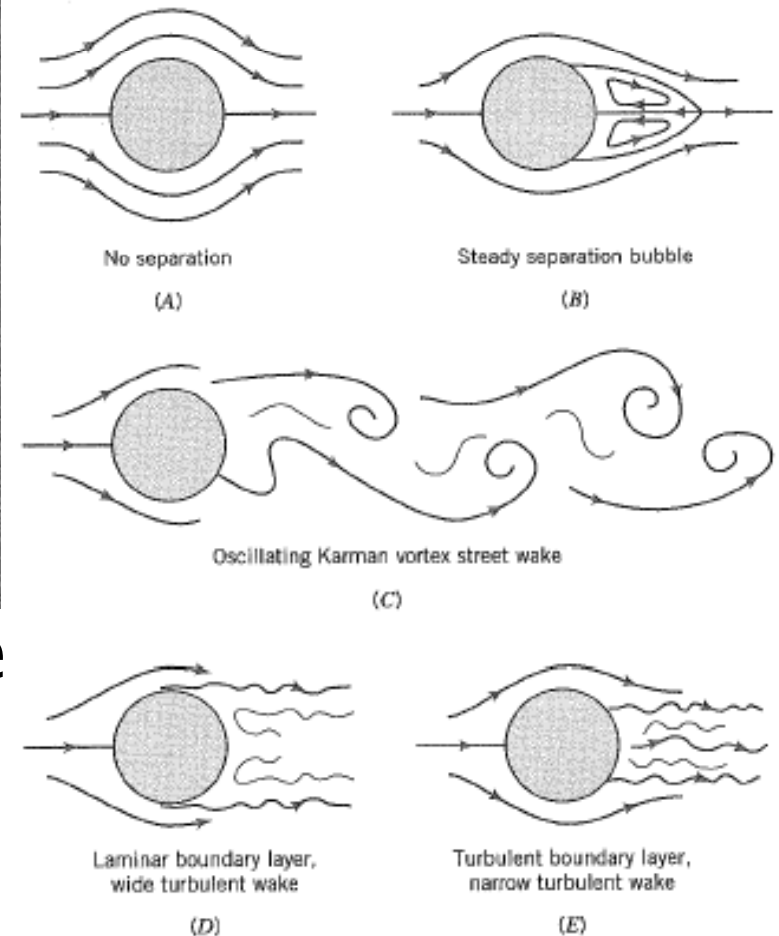 No separation
(A)
Steady separation bubble
(B)
Oscillating Karman vortex street wake
(C)
e
Laminar boundary layer,
wide turbulent wake
(D)
Turbulent boundary layer,
narrow turbulent wake
(E)